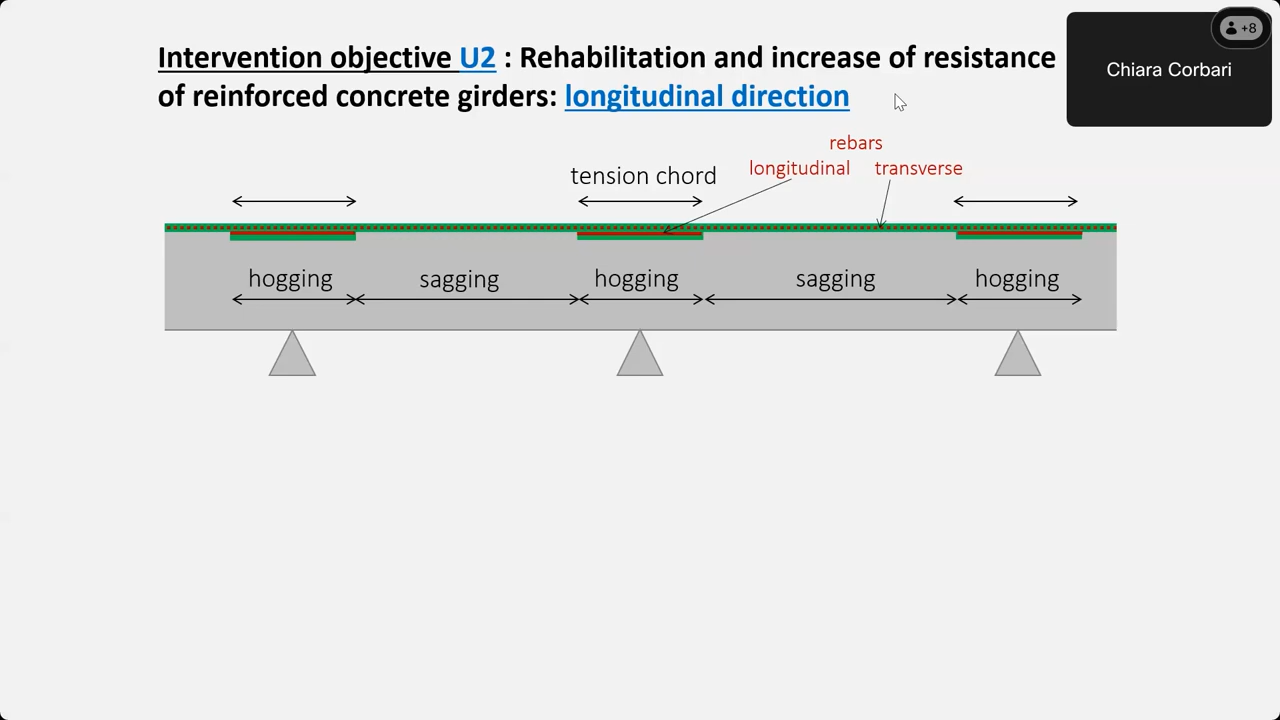 Intervention objective U2 : Rehabilitation and increase of resistance
of reinforced concrete girders: longitudinal direction
+8
Chiara Corbari
rebars
tension chord
longitudinal transverse
hogging sagging hogging sagging hogging